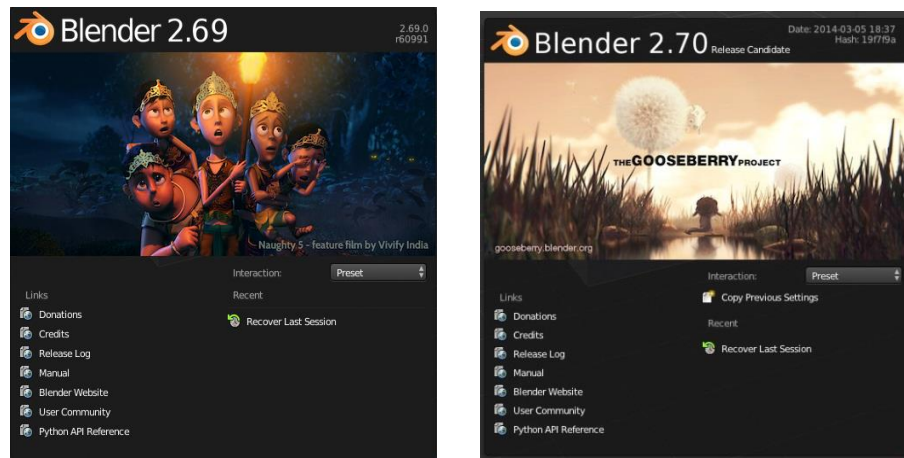 Blender 2.69
2.69.0
r60991
Naughty 5 - feature film by Vivify India
Interaction:
Preset
Links
Recent
Donations
Recover Last Session
Credits
Release Log
Manual
Blender Website
User Community
Python API Reference
Blender 2.70 Release Candidate
Date: 2014-03-05 18:37
Hash: 19f7f9a
THEGOOSEBERRYPROJECT
gooseberry.blender.org
Interaction:
Preset
Links
Copy Previous Settings
Donations
Recent
Credits
Release Log
Recover Last Session
Manual
Blender Website
User Community
Python API Reference